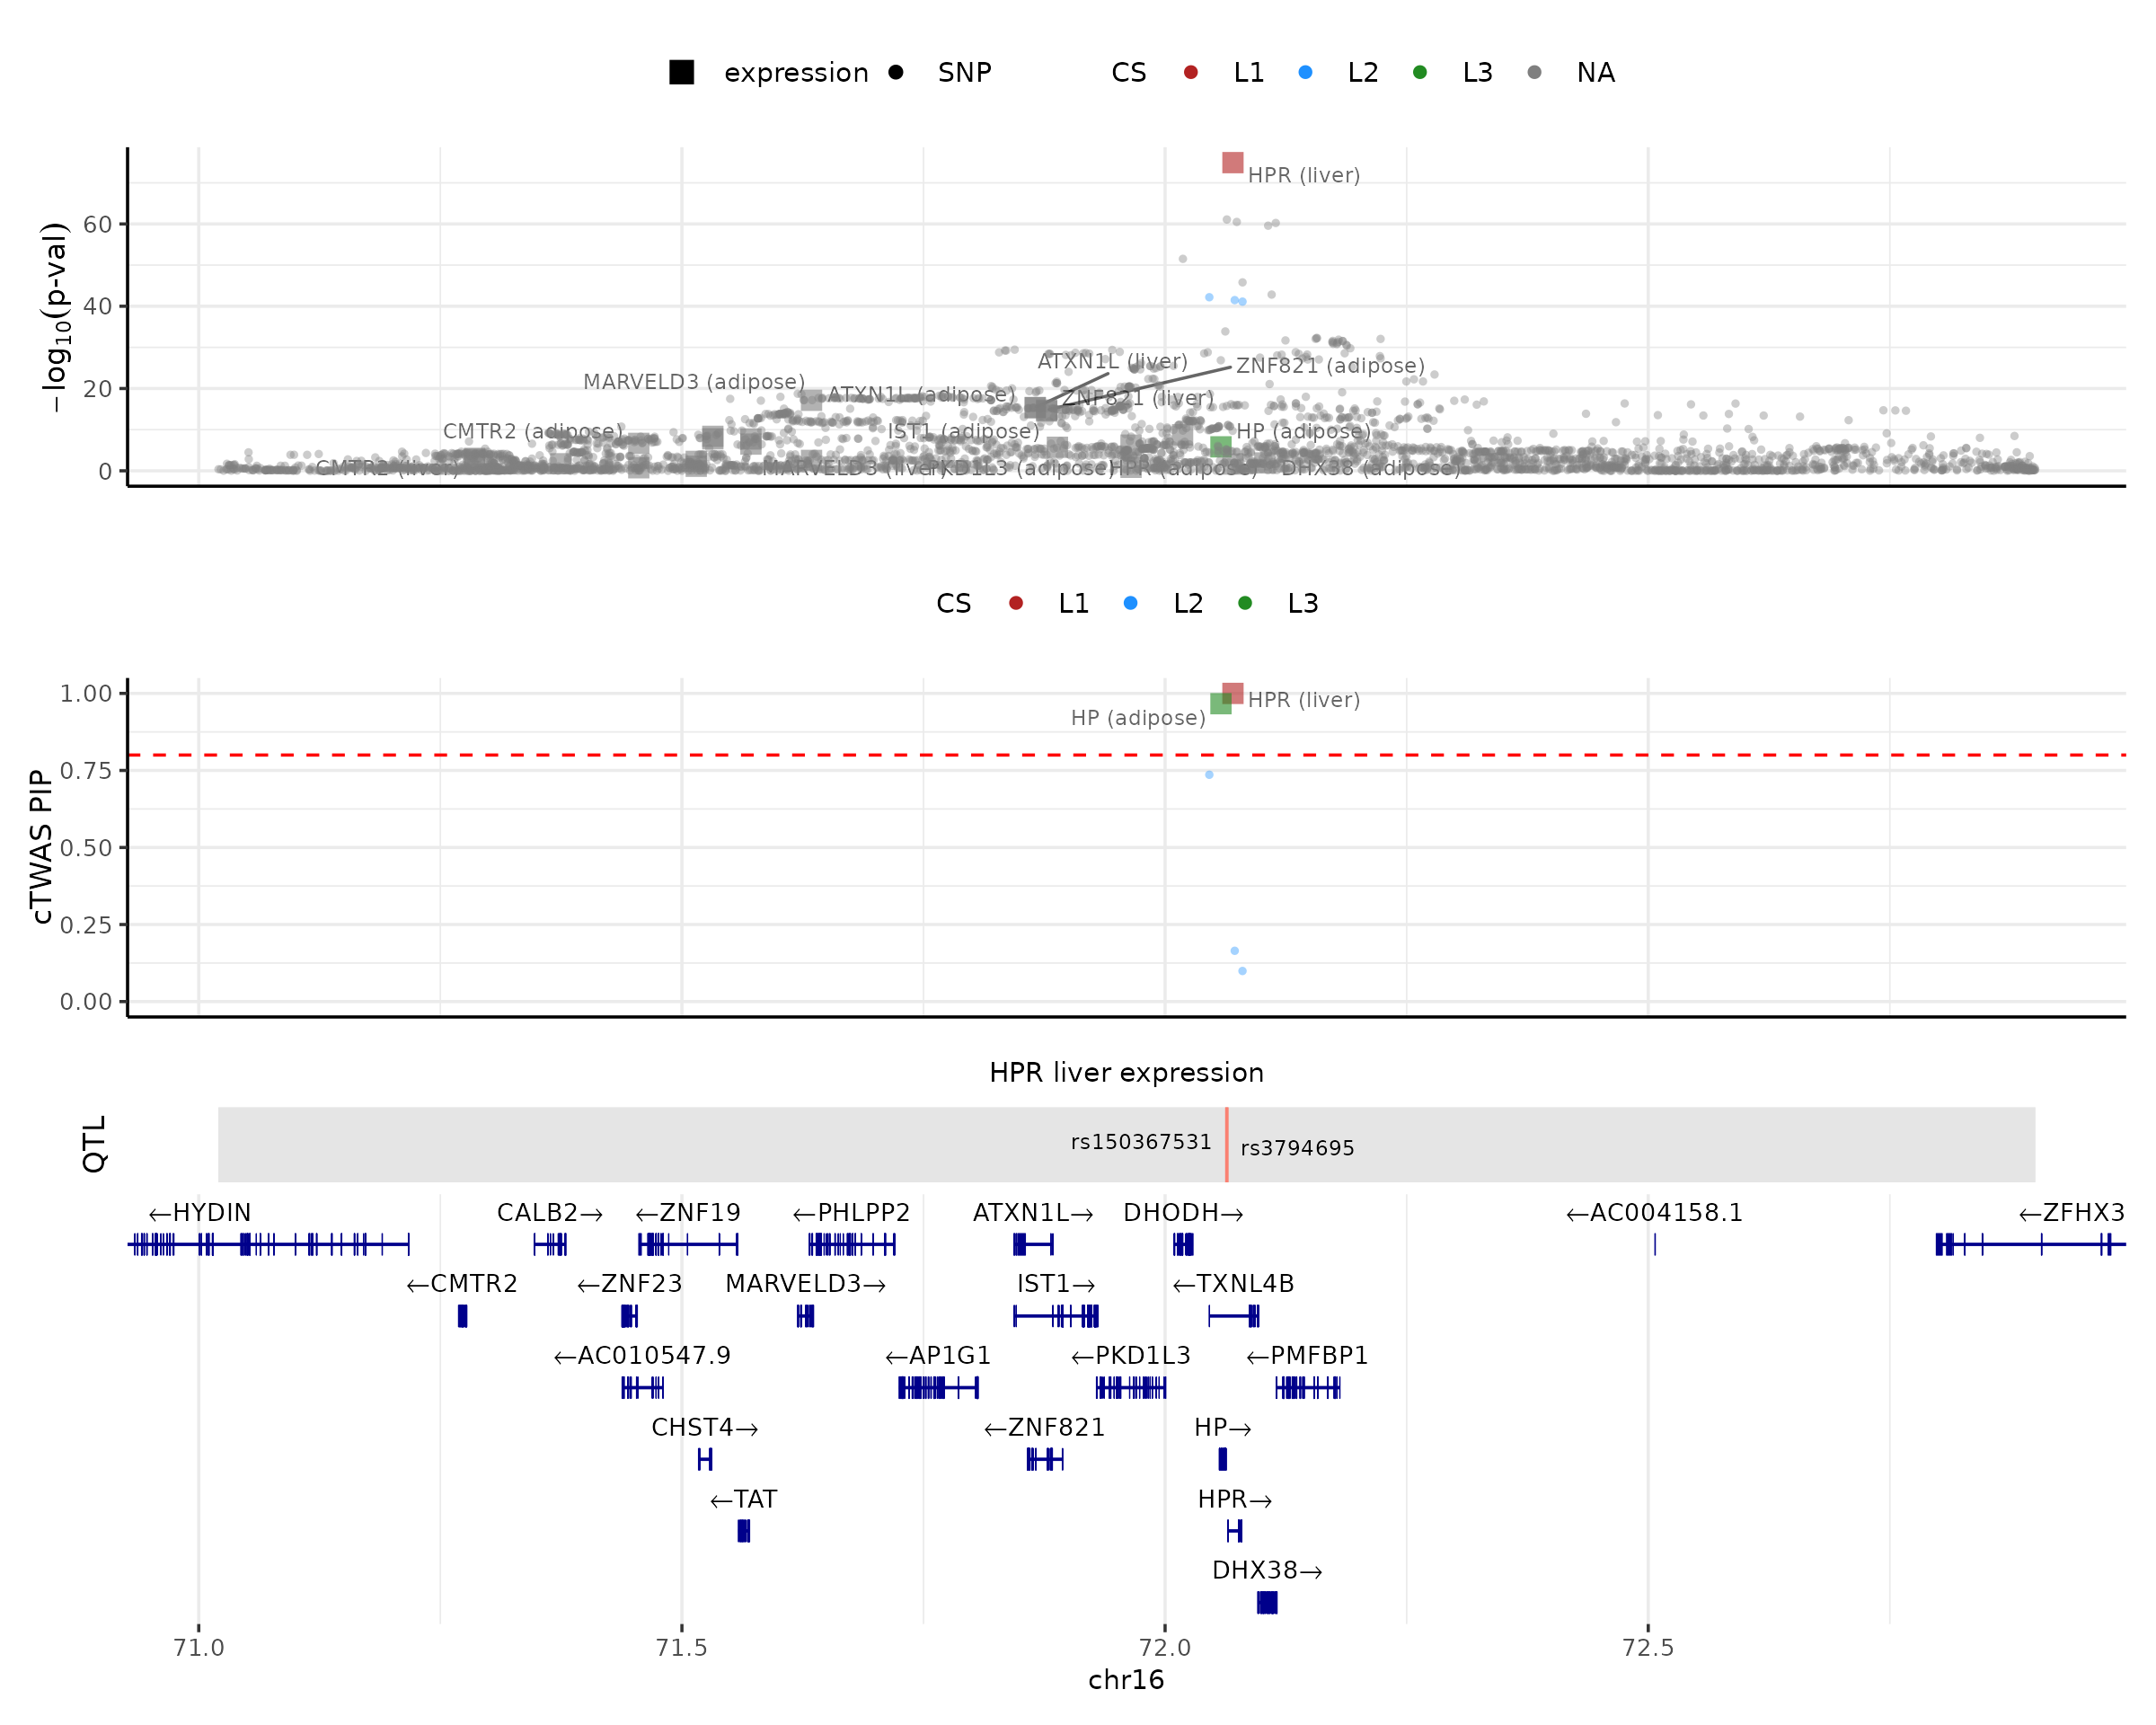 expression SNP CS L1 L2 L3 NA
−log10(p-val)
60
40
20
0
HPR (liver)
ATXN1L (liver)
ZNF821 (adipose)
MARVELD3 (adipose)
ATXN1L (adipose)
ZNF821 (liver)
CMTR2 (adipose)
IST1 (adipose)
HP (adipose)
CMTR2 (liver)
MARVELD3 (liver)
PKD1L3 (adipose)
HPR (adipose)
DHX38 (adipose)
CS L1 L2 L3
cTWAS PIP
1.00
0.75
0.50
0.25
0.00
HPR (liver)
HP (adipose)
HPR liver expression
QTL
rs150367531
rs3794695
←HYDIN CALB2→ ←ZNF19 ←PHLPP2 ATXN1L→ DHODH→ ←AC004158.1 ←ZFHX3
←CMTR2 ←ZNF23 MARVELD3→ IST1→ ←TXNL4B
←AC010547.9 ←AP1G1 ←PKD1L3 ←PMFBP1
CHST4→ ←ZNF821 HP→
←TAT HPR→
DHX38→
71.0 71.5 72.0 72.5
chr16